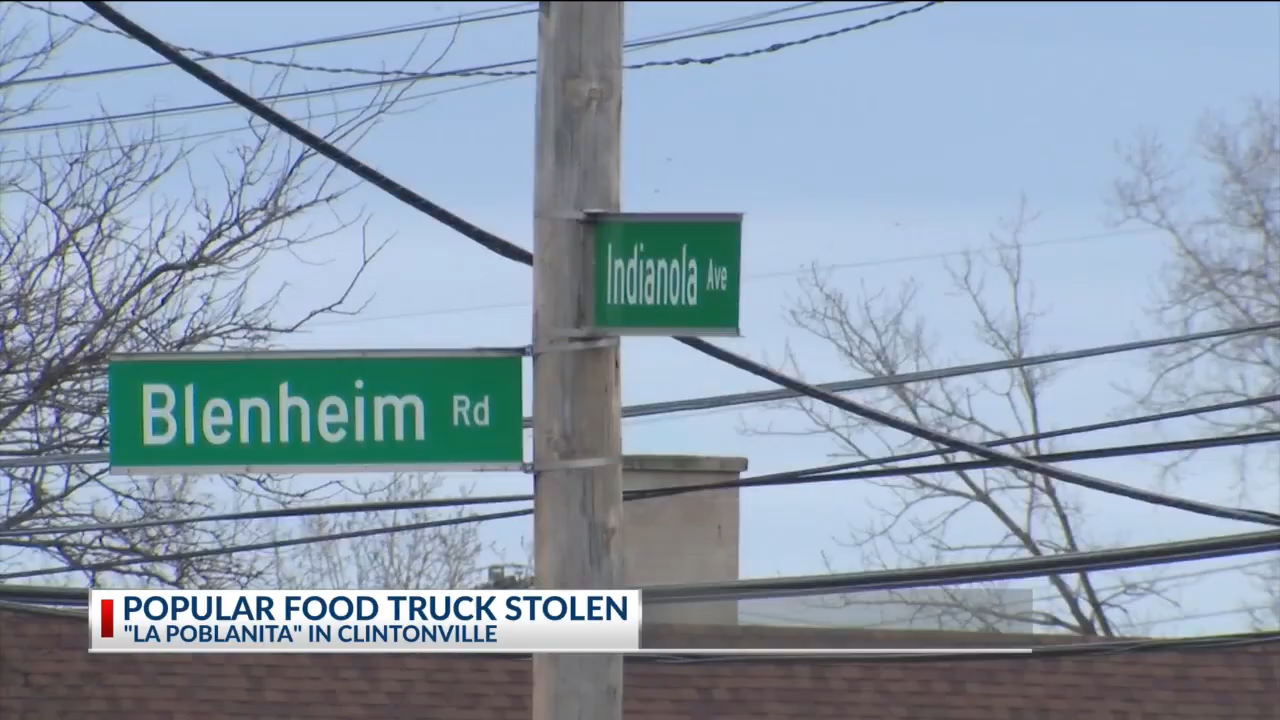 Indianola Ave
Blenheim Rd
POPULAR FOOD TRUCK STOLEN
"LA POBLANITA" IN CLINTONVILLE